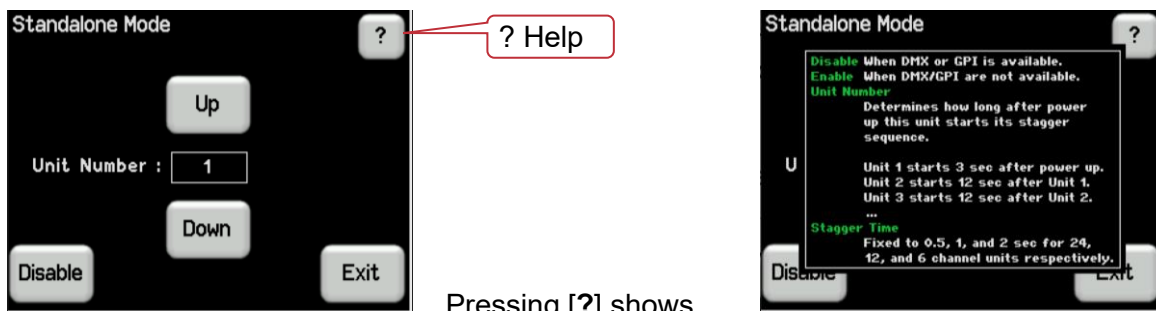 Standalone Mode
?
? Help
Up
Unit Number : 1
Down
Disable
Exit
Pressing [?] shows
Standalone Mode
?
Disable When DMX or GPI is available.
Enable When DMX/GPI are not available.
Unit Number
Determines how long after power
up this unit starts its stagger
sequence.
U
Unit 1 starts 3 sec after power up.
Unit 2 starts 12 sec after Unit 1.
Unit 3 starts 12 sec after Unit 2.
...
Stagger Time
Fixed to 0.5, 1, and 2 sec for 24,
12, and 6 channel units respectively.
Disable
Exit